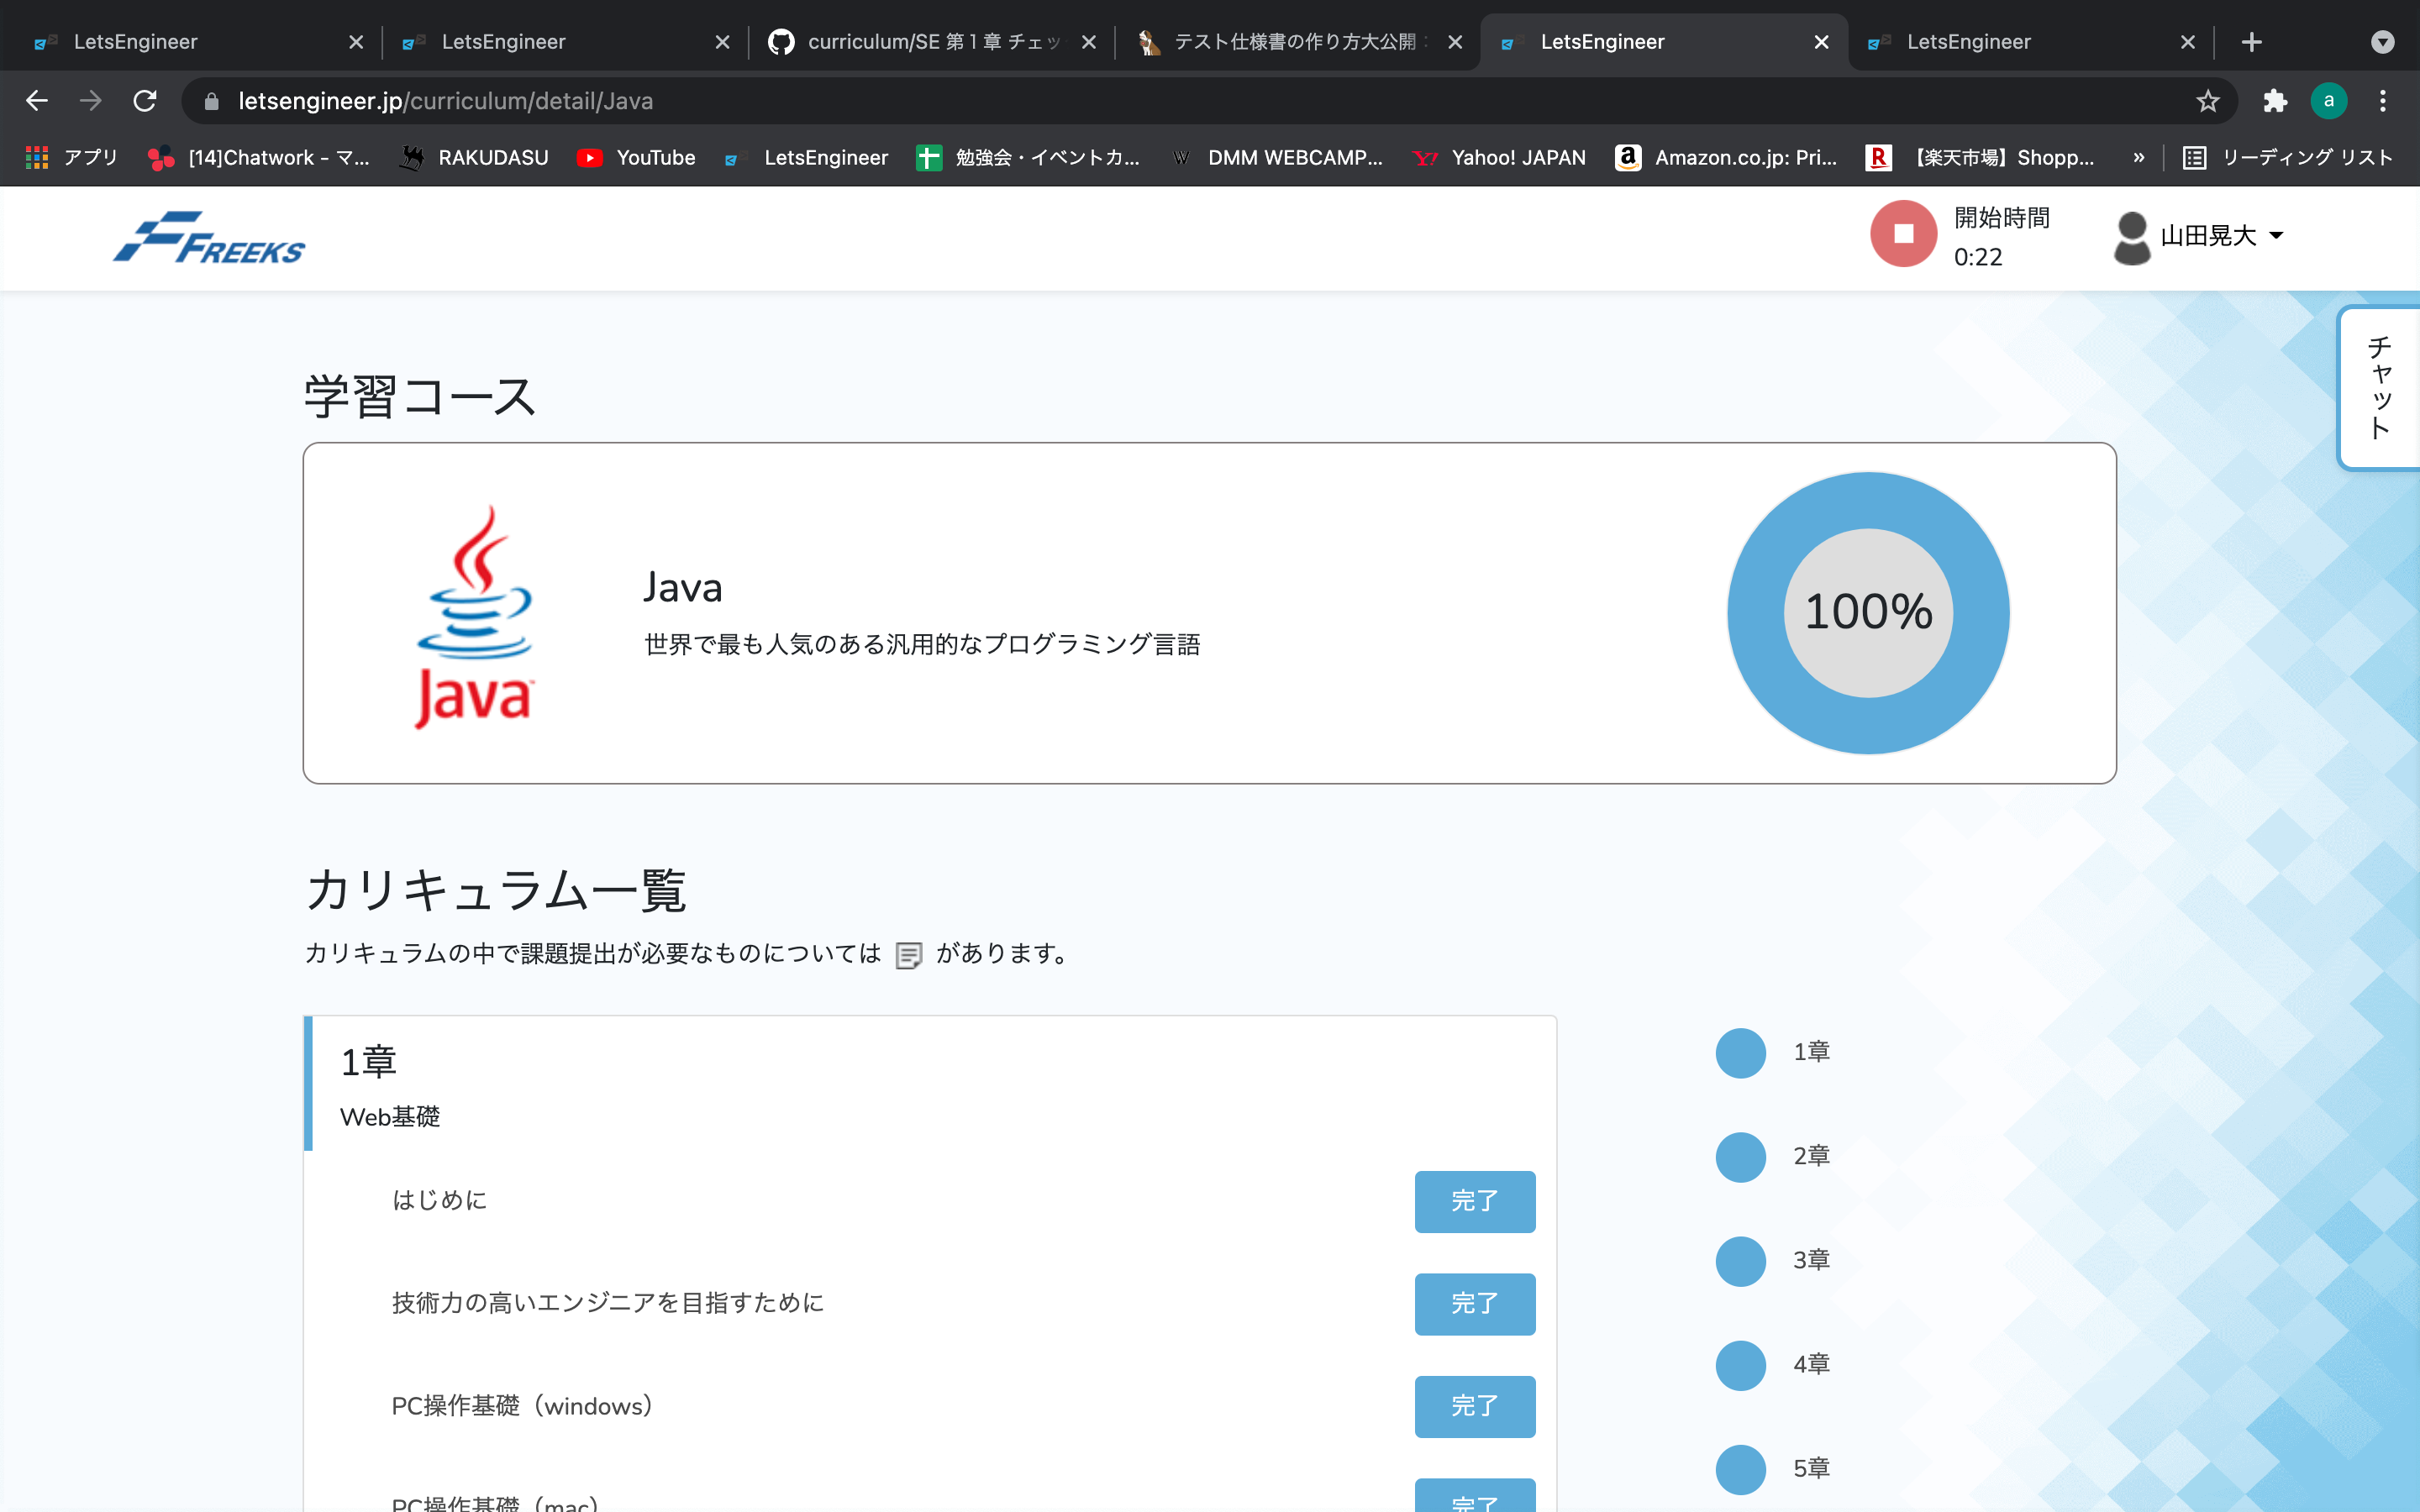 LetsEngineer
LetsEngineer
curriculum/SE 第1章 チェッ
テスト仕様書の作り方大公開
LetsEngineer
LetsEngineer
letsengineer.jp/curriculum/detail/Java
a
アプリ
[14]Chatwork - マ...
RAKUDASU
YouTube
LetsEngineer
勉強会・イベントカ...
W
DMM WEBCAMP...
Yahoo! JAPAN
a
Amazon.co.jp: Pri...
R
【楽天市場】Shopp...
»
リーディング リスト
FREEKS
開始時間
0:22
山田晃大
チャット
学習コース
Java
Java
世界で最も人気のある汎用的なプログラミング言語
100%
カリキュラム一覧
カリキュラムの中で課題提出が必要なものについては があります。
1章
Web基礎
はじめに
完了
技術力の高いエンジニアを目指すために
完了
PC操作基礎（windows）
完了
PC操作基礎（mac）
完了
1章
2章
3章
4章
5章